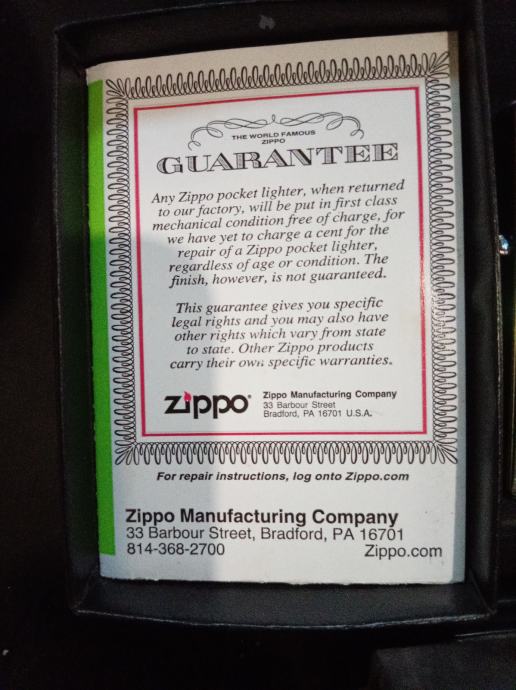 THE WORLD FAMOUS
ZIPPO
GUARANTEE
Any Zippo pocket lighter, when returned
to our factory, will be put in first class
mechanical condition free of charge, for
we have yet to charge a cent for the
repair of a Zippo pocket lighter,
regardless of age or condition. The
finish, however, is not guaranteed.
This guarantee gives you specific
legal rights and you may also have
other rights which vary from state
to state. Other Zippo products
carry their own specific warranties.
zippo®
Zippo Manufacturing Company
33 Barbour Street
Bradford, PA 16701 U.S.A.
For repair instructions, log onto Zippo.com
Zippo Manufacturing Company
33 Barbour Street, Bradford, PA 16701
814-368-2700 Zippo.com